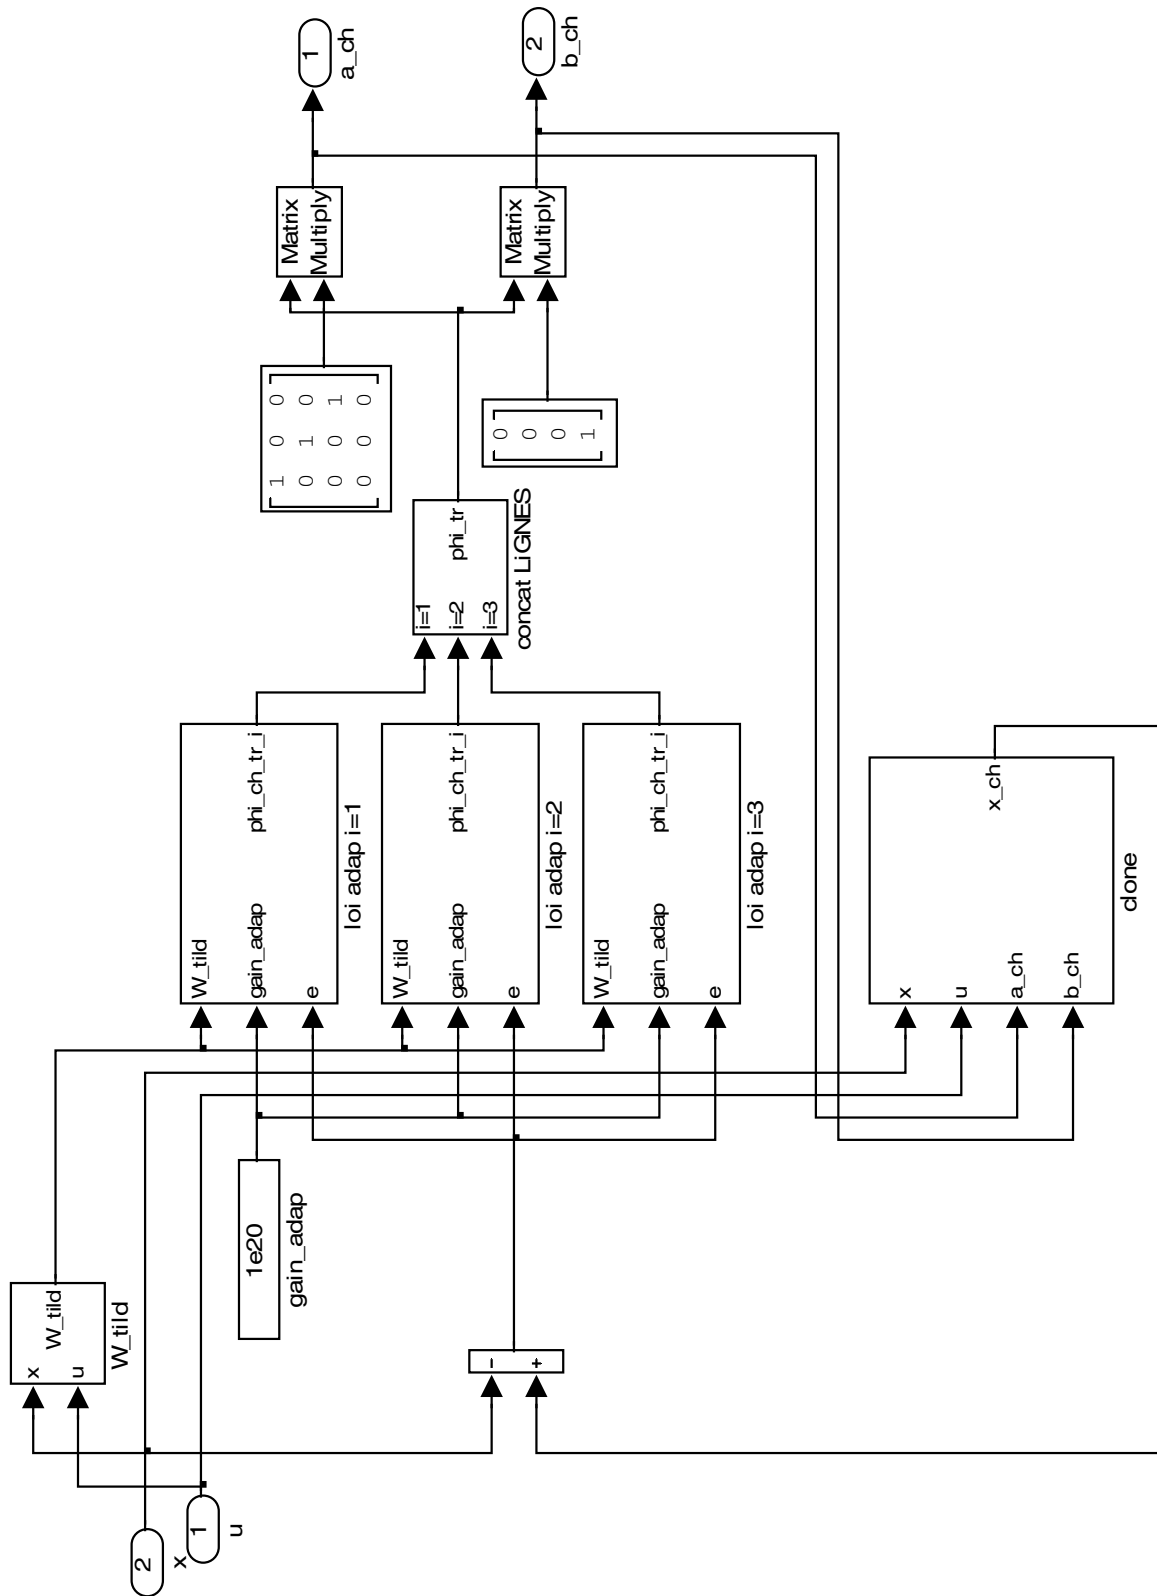 2
x
1
u
x
u
W_tild
W_tild
1e20
gain_adap
-
+
W_tild
gain_adap
e
phi_ch_tr_i
loi adap i=1
W_tild
gain_adap
e
phi_ch_tr_i
loi adap i=2
W_tild
gain_adap
e
phi_ch_tr_i
loi adap i=3
x
u
a_ch
b_ch
x_ch
clone
i=1
i=2
i=3
phi_tr
concat LiGNES
1 0 0
0 1 0
0 0 1
0 0 0
0
0
0
1
Matrix
Multiply
Matrix
Multiply
1
a_ch
2
b_ch